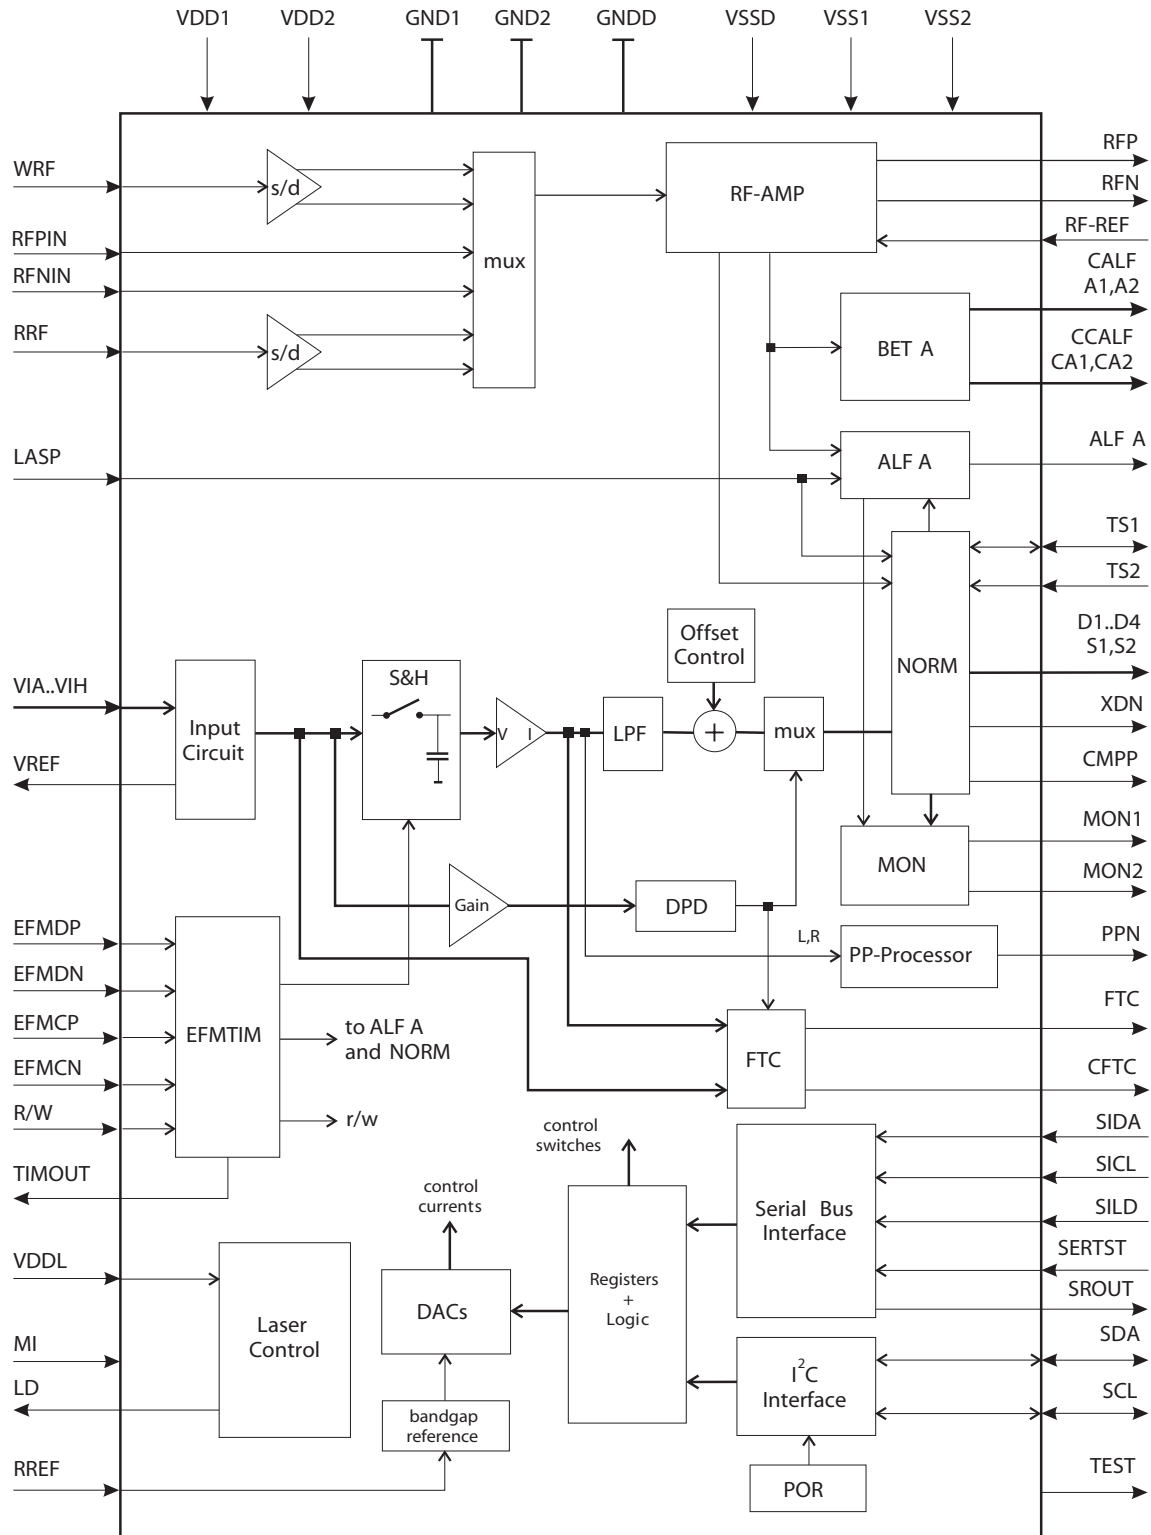 VDD1 VDD2 GND1 GND2 GNDD VSSD VSS1 VSS2
WRF
s/d
RFPIN
RFNIN
mux
RRF
s/d
RF-AMP
RFP
RFN
RF-REF
CALF
A1,A2
BET A
CCALF
CA1,CA2
LASP
ALF A
ALF A
TS1
TS2
Offset
Control
D1..D4
S1,S2
NORM
VIA..VIH
Input
Circuit
S&H
V I
LPF
+
mux
XDN
VREF
CMPP
MON1
MON
MON2
Gain
DPD
EFMDP
EFMDN
EFMCP
EFMCN
R/W
EFMTIM
to ALF A
and NORM
r/w
L,R
PP-Processor
PPN
FTC
FTC
CFTC
TIMOUT
control
switches
control
currents
Serial Bus
Interface
SIDA
SICL
SILD
SERTST
SROUT
VDDL
Laser
Control
DACs
Registers
+
Logic
MI
LD
I2C
Interface
SDA
SCL
bandgap
reference
RREF
POR
TEST